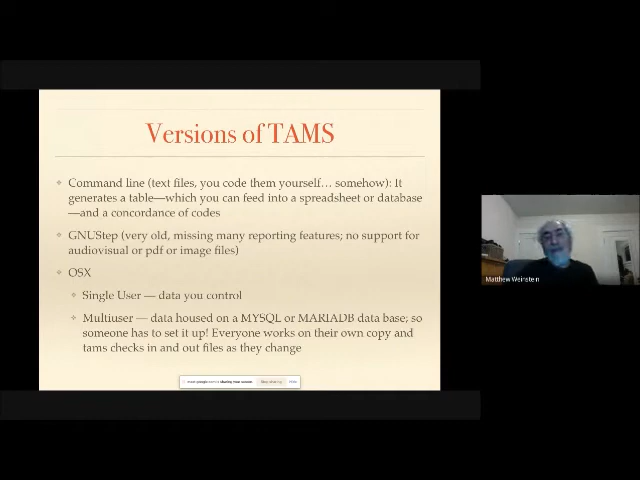 Versions of TAMS
Command line (text files, you code them yourself… somehow): It
generates a table—which you can feed into a spreadsheet or database
—and a concordance of codes
GNUStep (very old, missing many reporting features; no support for
audiovisual or pdf or image files)
OSX
Single User — data you control
Multiuser — data housed on a MYSQL or MARIADB data base; so
someone has to set it up! Everyone works on their own copy and
tams checks in and out files as they change
Matthew Weinstein